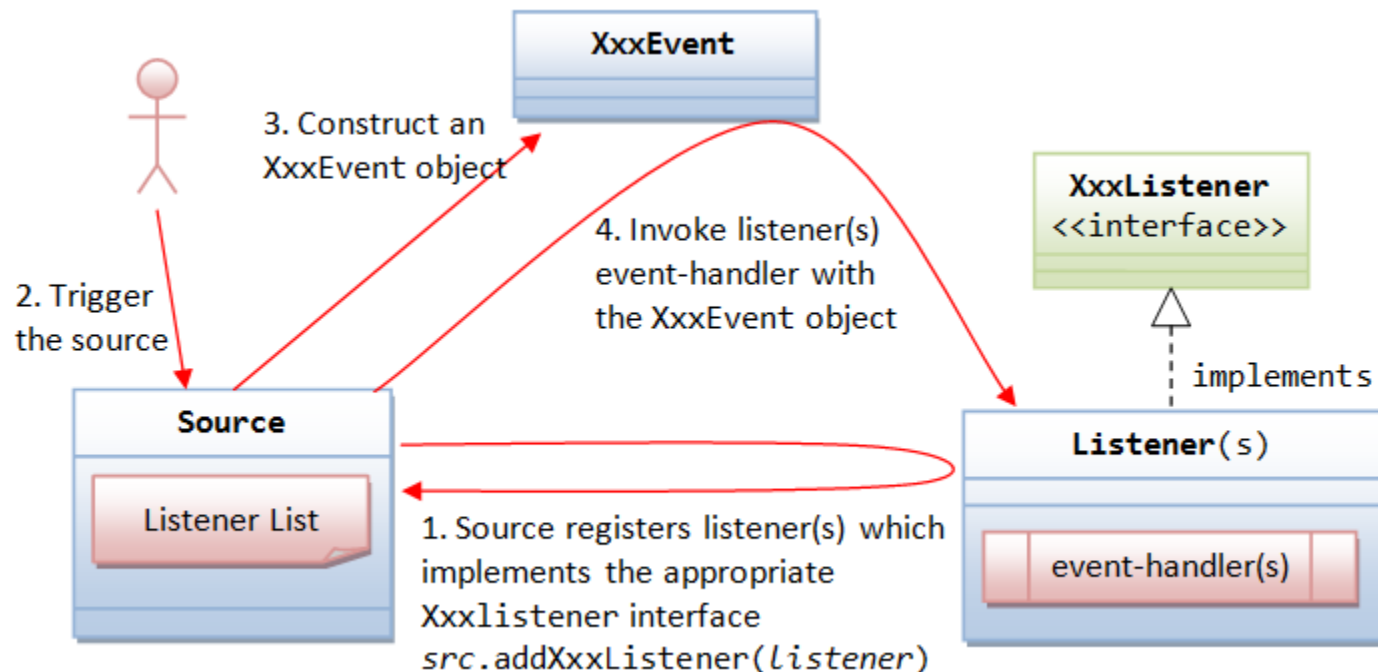 XxxEvent
3. Construct an
XxxEvent object
XxxListener
<<interface>>
4. Invoke listener(s)
event-handler with
the XxxEvent object
2. Trigger
the source
implements
Source
Listener(s)
Listener List
event-handler(s)
1. Source registers listener(s) which
implements the appropriate
Xxxlistener interface
src.addXxxListener(listener)